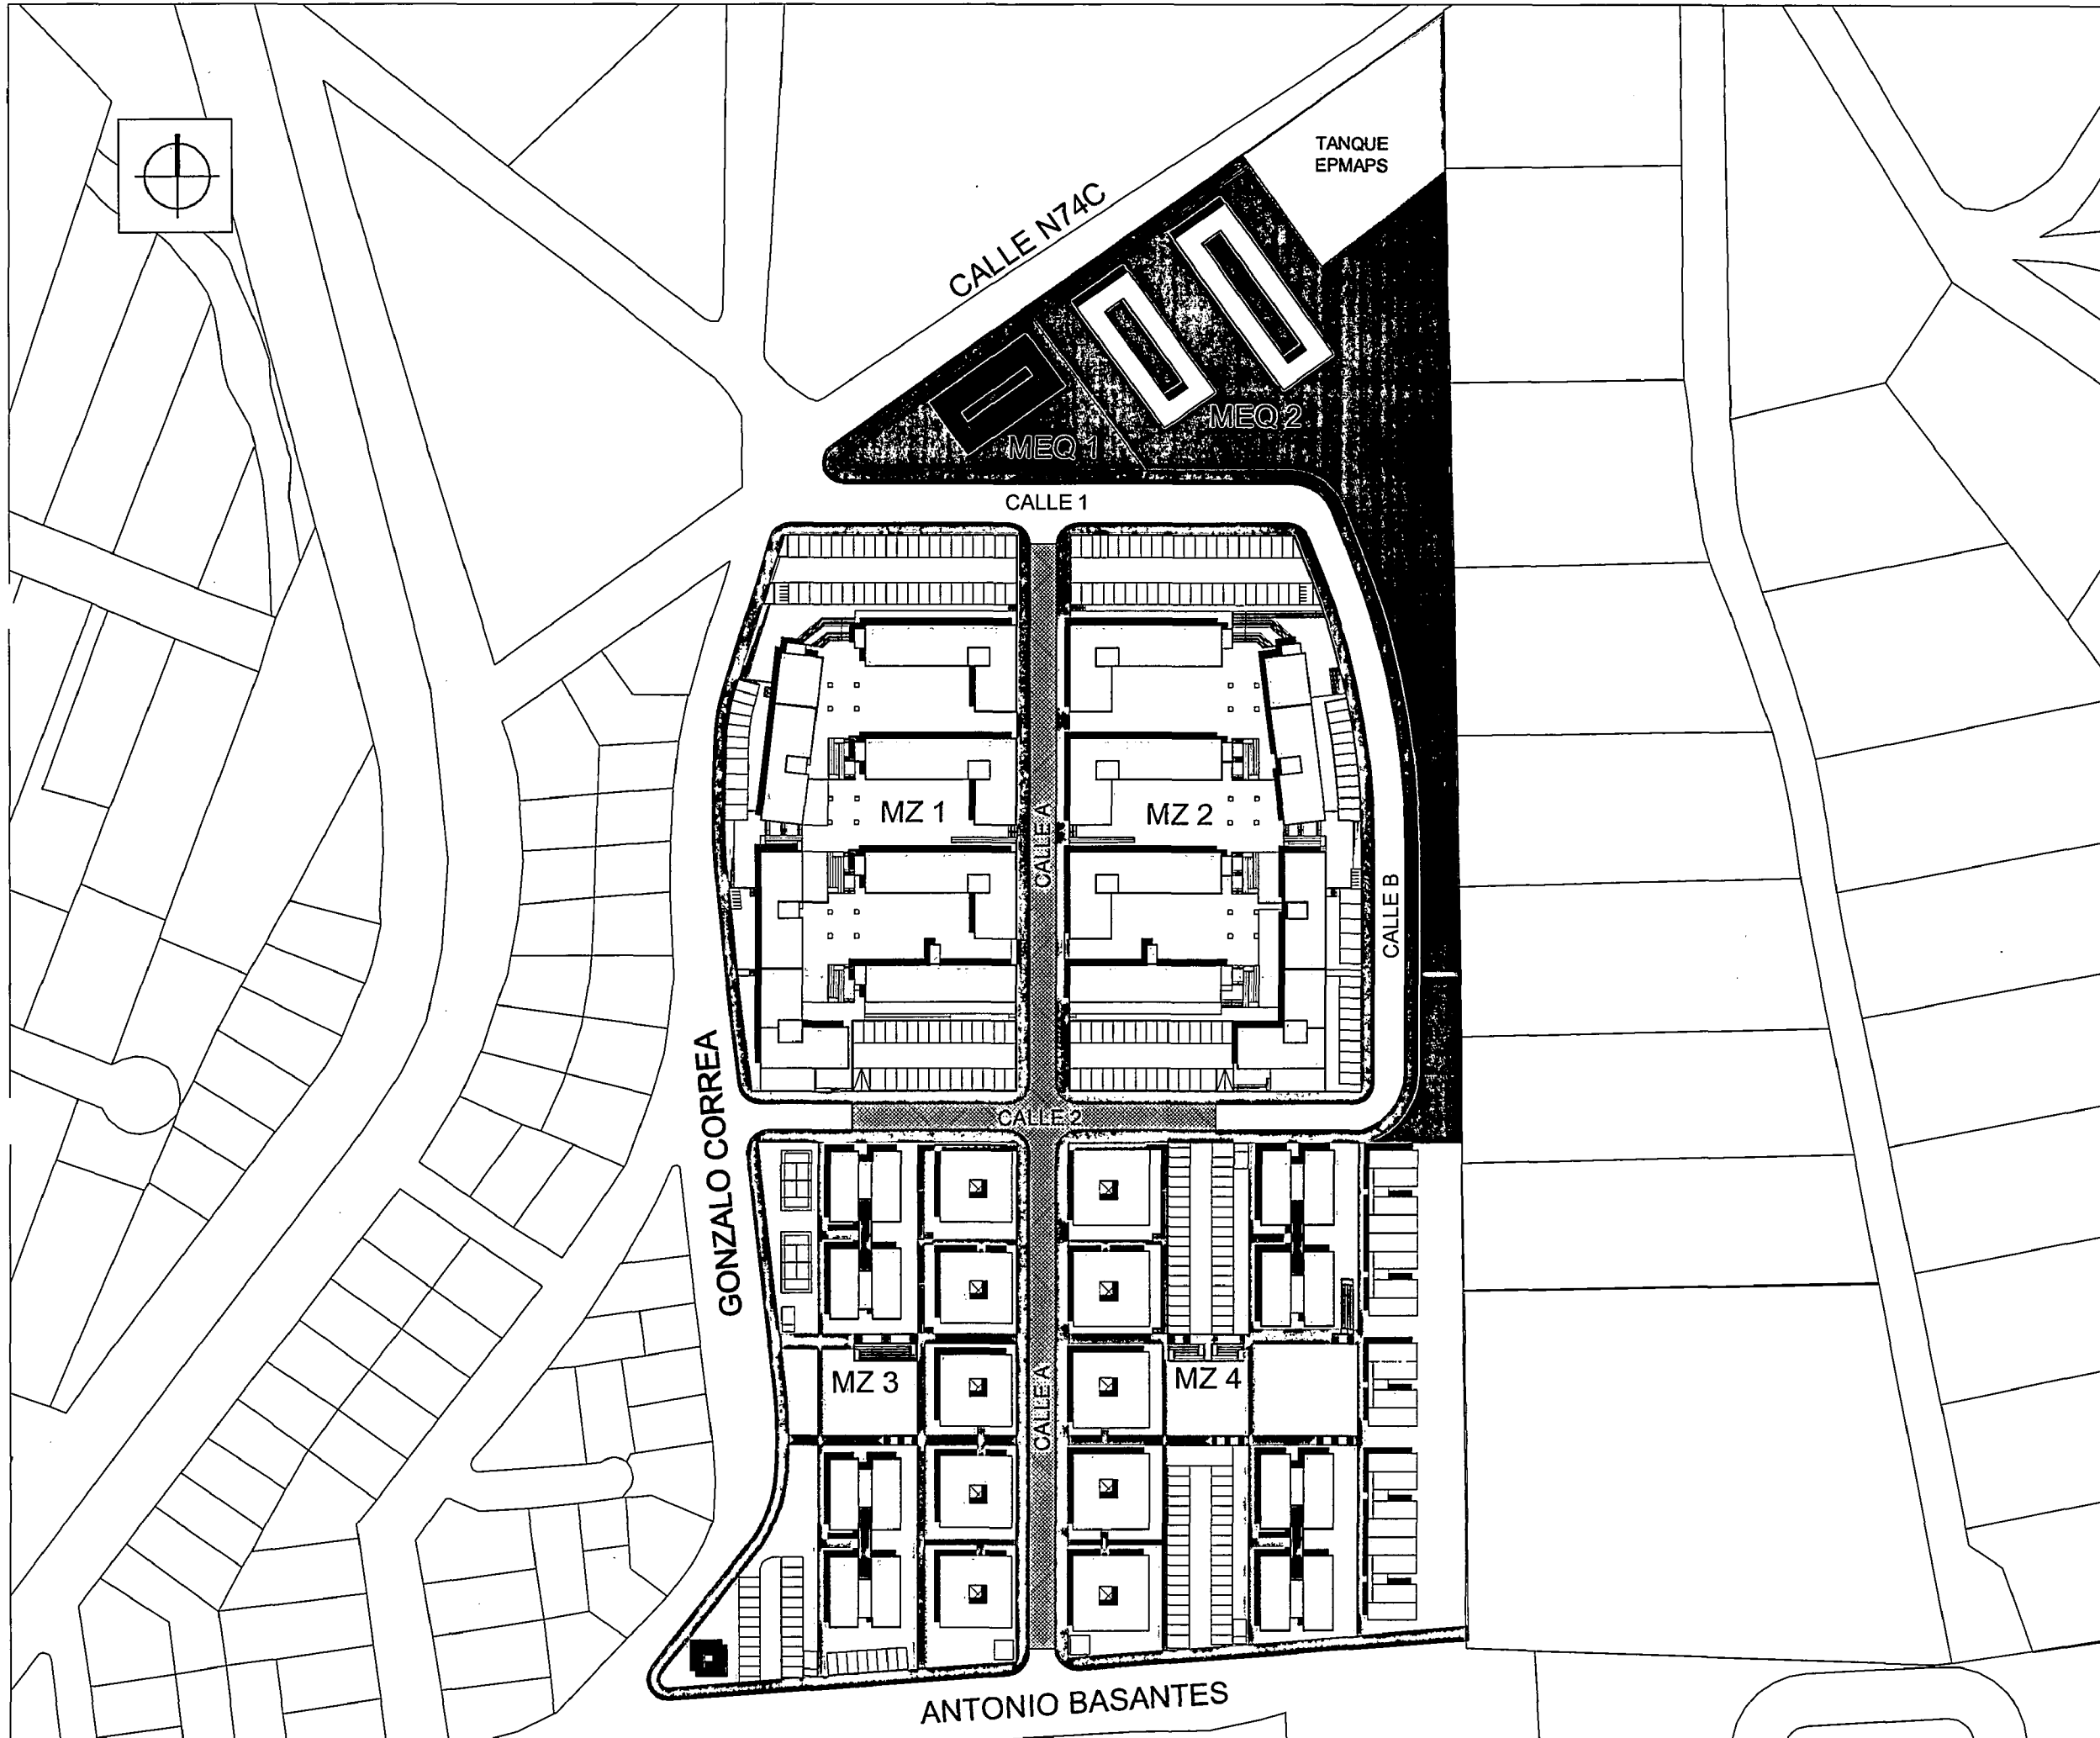 TANQUE
EPMAPS
CALLE N74C
MEQ 2
MEQ 1
CALLE 1
MZ 1
CALLE A
MZ 2
CALLE B
GONZALO CORREA
CALLE 2
MZ 3
CALLE A
MZ 4
ANTONIO BASANTES